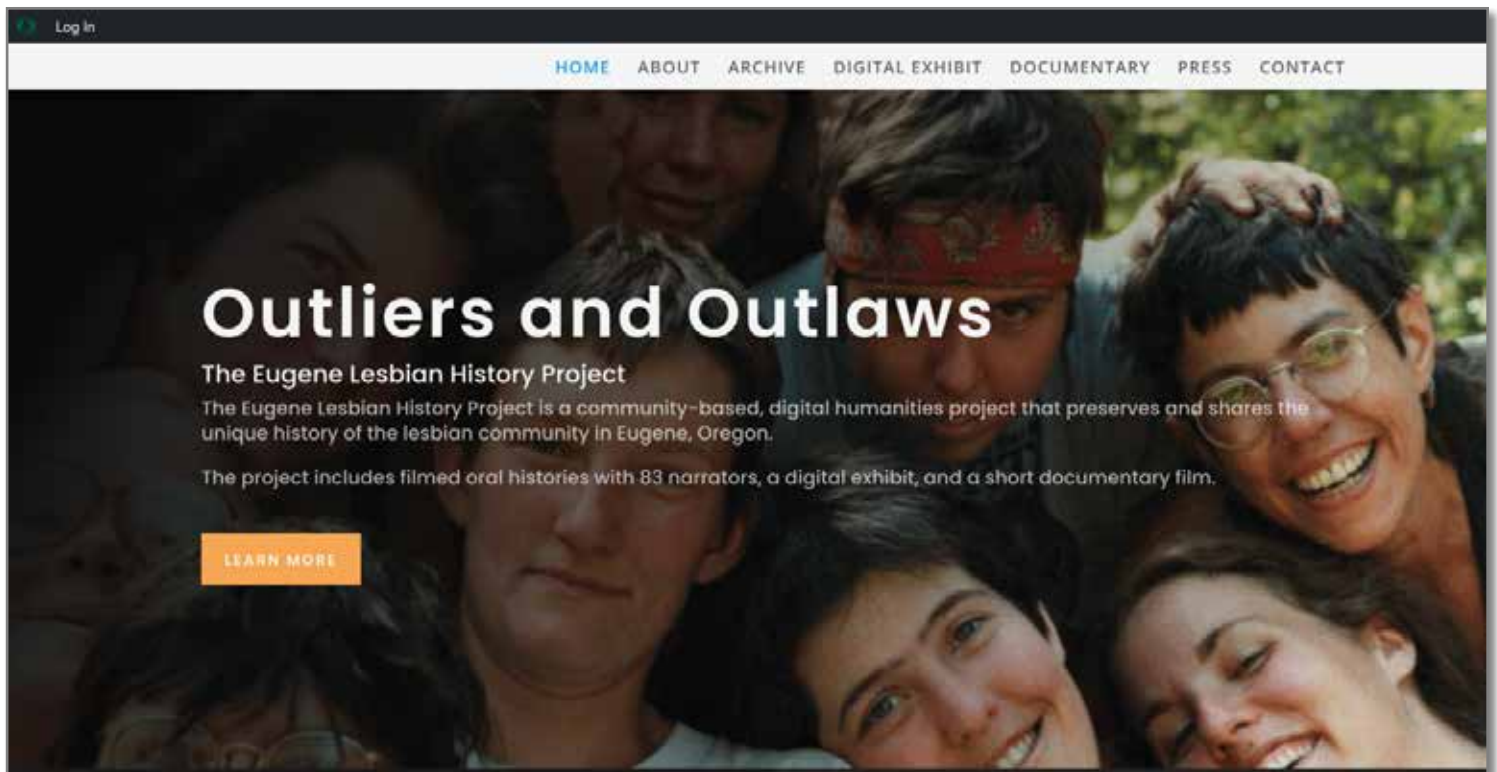 Log In
HOME ABOUT ARCHIVE DIGITAL EXHIBIT DOCUMENTARY PRESS CONTACT
Outliers and Outlaws
The Eugene Lesbian History Project
The Eugene Lesbian History Project is a community-based, digital humanities project that preserves and shares the
unique history of the lesbian community in Eugene, Oregon.
The project includes filmed oral histories with 83 narrators, a digital exhibit, and a short documentary film.
LEARN MORE